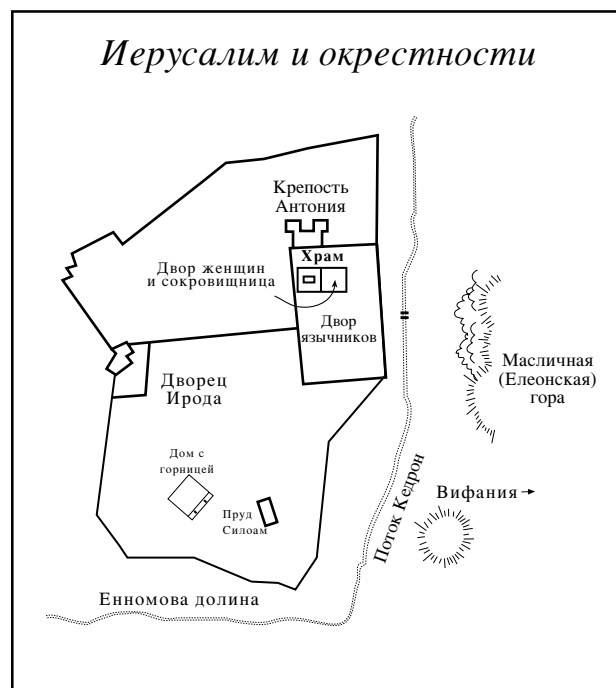 Иерусалим и окрестности
Крепость
Антония
Храм
Двор женщин
и сокровищница
Двор
язычников
Масличная
(Елеонская)
гора
Дворец
Ирода
Дом с
горницей
Пруд
Силоам
Поток Кедрон
Вифания
Енномова долина